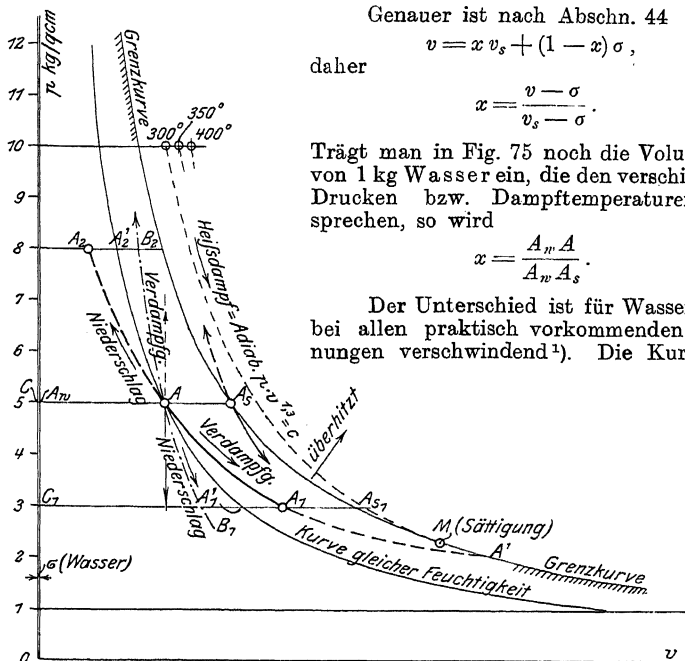 Genauer ist nach Abschn. 44
v = x v_s + (1 − x) σ,
daher
x = (v − σ) / (v_s − σ).
Trägt man in Fig. 75 noch die Volu
von 1 kg Wasser ein, die den verschi
Drucken bzw. Dampftemperature
sprechen, so wird
x = (A_w A) / (A_w A_s).
Der Unterschied ist für Wasse
bei allen praktisch vorkommenden
nungen verschwindend ¹). Die Kur
p kg/qcm
12
11
10
9
8
7
6
5
4
3
2
1
0
Grenzkurve
300°
350°
400°
A₂
A₂'
B₂
Heißdampf=Adiab. p·v^1,3=c
Verdampfg.
Niederschlag
C
A_w
A
A_s
Verdampfg.
überhitzt
Niederschlag
C₁
A₁'
B₁
A₁
A_s1
M (Sättigung)
A'
Kurve gleicher Feuchtigkeit
Grenzkurve
σ (Wasser)
v